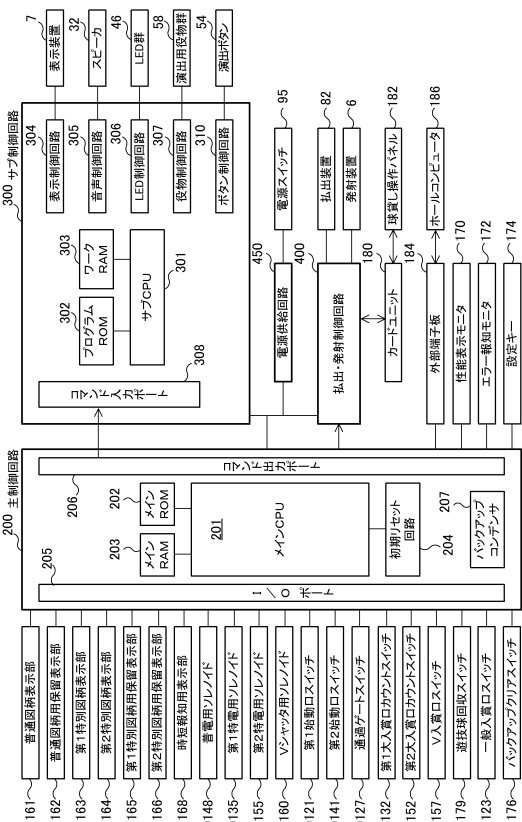 161 普通図柄表示部
162 普通図柄用保留表示部
163 第1特別図柄表示部
164 第2特別図柄表示部
165 第1特別図柄用保留表示部
166 第2特別図柄用保留表示部
168 時短報知用表示部
148 普電用ソレノイド
135 第1特電用ソレノイド
155 第2特電用ソレノイド
160 Vシャッタ用ソレノイド
121 第1始動口スイッチ
141 第2始動口スイッチ
127 通過ゲートスイッチ
132 第1大入賞口カウントスイッチ
152 第2大入賞口カウントスイッチ
157 V入賞口スイッチ
179 遊技球回収スイッチ
123 一般入賞口スイッチ
176 バックアップクリアスイッチ
200 主制御回路
205
I/Oポート
203
メイン
RAM
202
メイン
ROM
201
メインCPU
初期リセット
回路
204
207
バックアップ
コンデンサ
206
コマンド出力ポート
300 サブ制御回路
コマンド入力ポート
308
302
プログラム
ROM
303
ワーク
RAM
サブCPU
301
304
表示制御回路
305
音声制御回路
306
LED制御回路
307
役物制御回路
310
ボタン制御回路
7
表示装置
32
スピーカ
46
LED群
58
演出用役物群
54
演出ボタン
450
電源供給回路
95
電源スイッチ
400
払出・発射制御回路
82
払出装置
6
発射装置
180
カードユニット
182
球貸し操作パネル
184
外部端子板
186
ホールコンピュータ
性能表示モニタ
170
エラー報知モニタ
172
設定キー
174